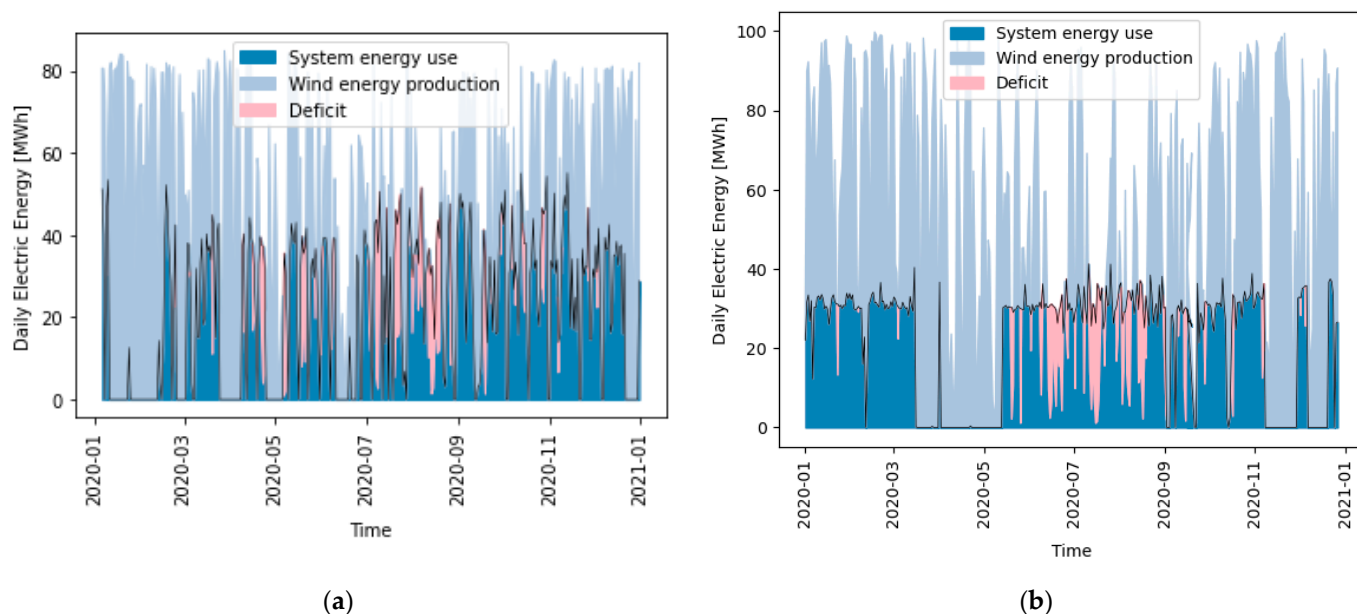 System energy use
Wind energy production
Deficit
Daily Electric Energy [MWh]
80
60
40
20
0
2020-01
2020-03
2020-05
2020-07
2020-09
2020-11
2021-01
Time
(a)
System energy use
Wind energy production
Deficit
Daily Electric Energy [MWh]
100
80
60
40
20
0
2020-01
2020-03
2020-05
2020-07
2020-09
2020-11
2021-01
Time
(b)